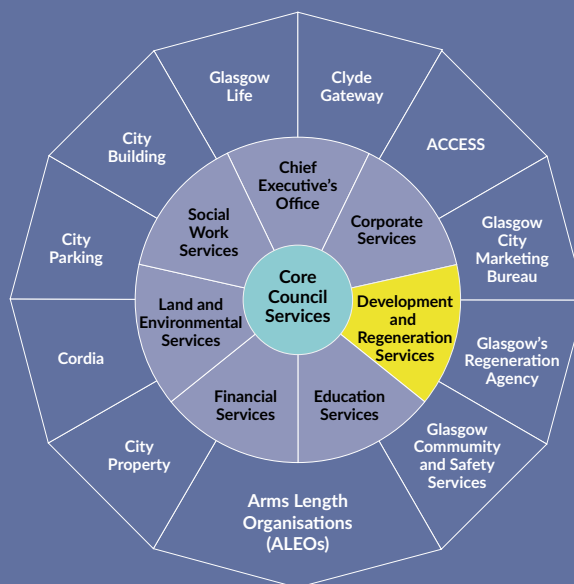 Glasgow
Life
Clyde
Gateway
ACCESS
Glasgow
City
Marketing
Bureau
Glasgow's
Regeneration
Agency
Glasgow
Commumity
and Safety
Services
Arms Length
Organisations
(ALEOs)
City
Property
Cordia
City
Parking
City
Building
Chief
Executive's
Office
Corporate
Services
Development
and
Regeneration
Services
Education
Services
Financial
Services
Land and
Environmental
Services
Social
Work
Services
Core
Council
Services